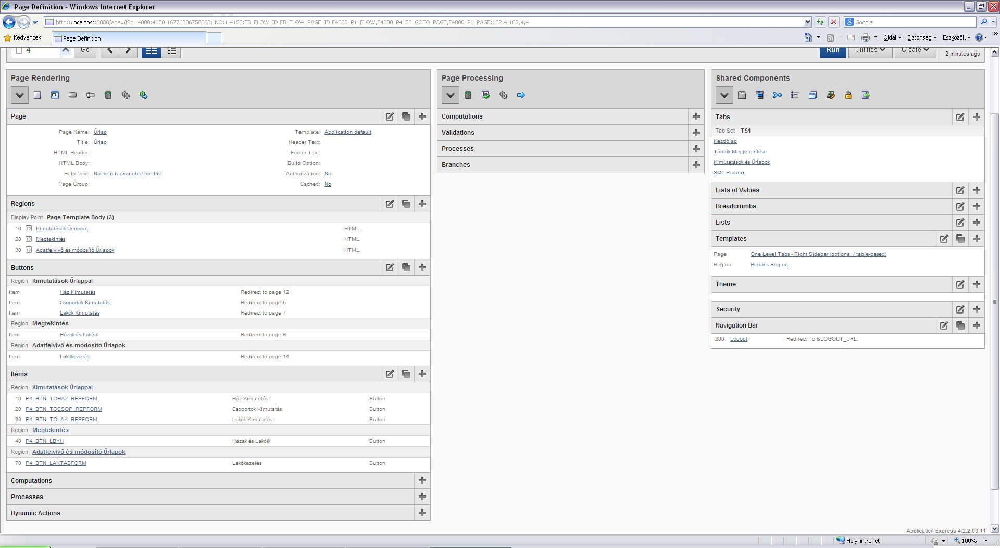 Page Definition - Windows Internet Explorer
http://localhost:8080/apex/f?p=4000:4150:16776306758038::NO:1,4150:FB_FLOW_ID,FB_FLOW_PAGE_ID,F4000_P1_FLOW,F4000_P4150_GOTO_PAGE,F4000_P1_PAGE:102,4,102,4,4
Google
Kedvencek
Page Definition
Oldal
Biztonság
Eszközök
4
Go
Run
Utilities
Create
2 minutes ago
Page Rendering
Page
Page Name: Űrlap
Template: Application default
Title: Űrlap
Header Text:
HTML Header:
Footer Text:
HTML Body:
Build Option:
Help Text: No help is available for this
Authorization: No
Page Group:
Cached: No
Regions
Display Point Page Template Body (3)
10 Kimutatások Űrlappal HTML
20 Megtekintés HTML
30 Adatfelvivő és módosító Űrlapok HTML
Buttons
Region Kimutatások Űrlappal
Item Ház Kimutatás Redirect to page 12
Item Csoportok Kimutatás Redirect to page 5
Item Lakók Kimutatás Redirect to page 7
Region Megtekintés
Item Házak és Lakóik Redirect to page 9
Region Adatfelvivő és módosító Űrlapok
Item Lakókezelés Redirect to page 14
Items
Region Kimutatások Űrlappal
10 P4_BTN_TOHAZ_REPFORM Ház Kimutatás Button
20 P4_BTN_TOCSOP_REPFORM Csoportok Kimutatás Button
30 P4_BTN_TOLAK_REPFORM Lakók Kimutatás Button
Region Megtekintés
40 P4_BTN_LBYH Házak és Lakóik Button
Region Adatfelvivő és módosító Űrlapok
70 P4_BTN_LAKTABFORM Lakókezelés Button
Computations
Processes
Dynamic Actions
Page Processing
Computations
Validations
Processes
Branches
Shared Components
Tabs
Tab Set TS1
Kezdőlap
Táblák Megjelenítése
Kimutatások és Űrlapok
SQL Parancs
Lists of Values
Breadcrumbs
Lists
Templates
Page One Level Tabs - Right Sidebar (optional / table-based)
Region Reports Region
Theme
Security
Navigation Bar
200. Logout Redirect To &LOGOUT_URL.
Application Express 4.2.2.00.11
Helyi intranet
100%